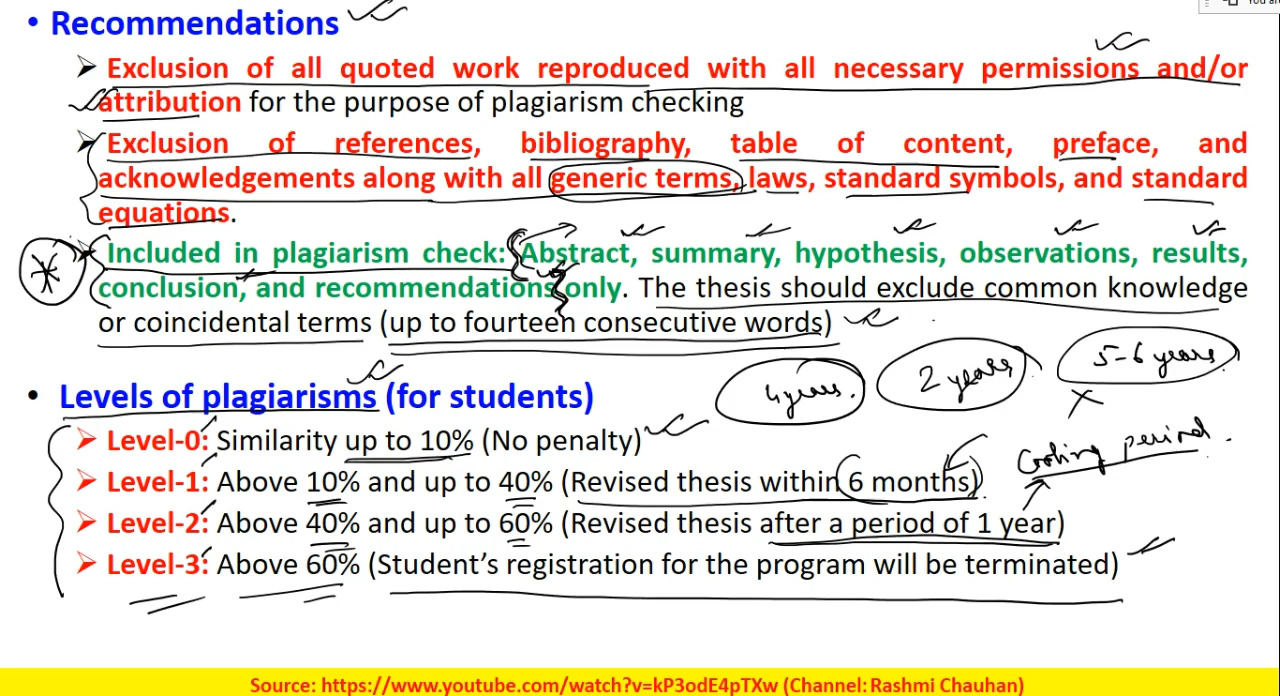 • Recommendations
➢ Exclusion of all quoted work reproduced with all necessary permissions and/or
attribution for the purpose of plagiarism checking
➢ Exclusion of references, bibliography, table of content, preface, and
acknowledgements along with all generic terms, laws, standard symbols, and standard
equations.
➢ Included in plagiarism check: Abstract, summary, hypothesis, observations, results,
conclusion, and recommendations only. The thesis should exclude common knowledge
or coincidental terms (up to fourteen consecutive words)
4 years. 2 years 5-6 years
• Levels of plagiarisms (for students)
➢ Level-0: Similarity up to 10% (No penalty)
Cooling period.
➢ Level-1: Above 10% and up to 40% (Revised thesis within 6 months)
➢ Level-2: Above 40% and up to 60% (Revised thesis after a period of 1 year)
➢ Level-3: Above 60% (Student's registration for the program will be terminated)
Source: https://www.youtube.com/watch?v=kP3odE4pTXw (Channel: Rashmi Chauhan)